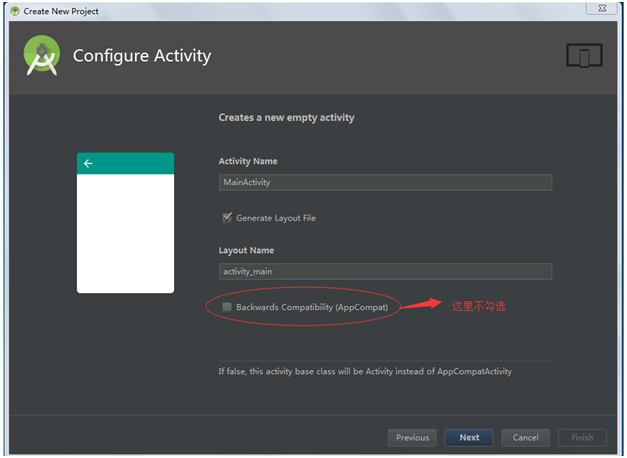 Create New Project
Configure Activity
Creates a new empty activity
Activity Name
MainActivity
Generate Layout File
Layout Name
activity_main
Backwards Compatibility (AppCompat)
这里不勾选
If false, this activity base class will be Activity instead of AppCompatActivity
Previous
Next
Cancel
Finish